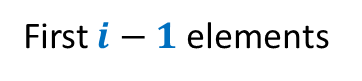 First i − 1 elements